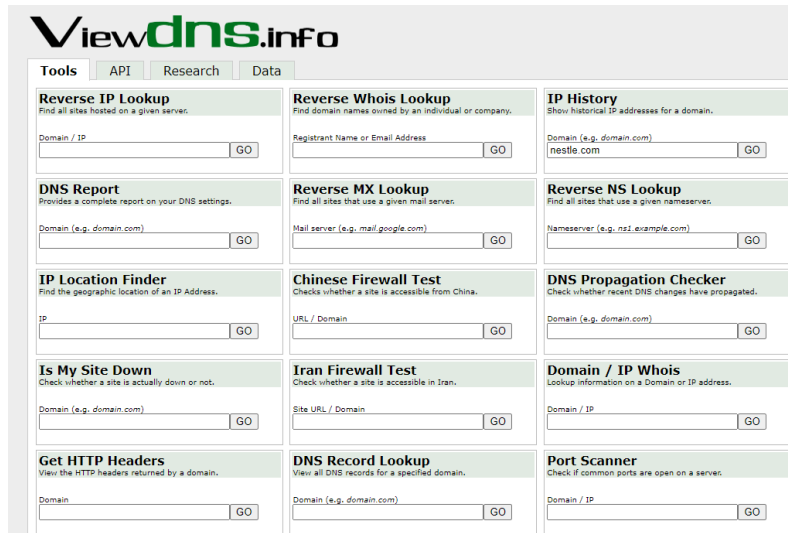 Viewdns.info
Tools API Research Data
Reverse IP Lookup
Find all sites hosted on a given server.
Domain / IP
GO
Reverse Whois Lookup
Find domain names owned by an individual or company.
Registrant Name or Email Address
GO
IP History
Show historical IP addresses for a domain.
Domain (e.g. domain.com)
nestle.com GO
DNS Report
Provides a complete report on your DNS settings.
Domain (e.g. domain.com)
GO
Reverse MX Lookup
Find all sites that use a given mail server.
Mail server (e.g. mail.google.com)
GO
Reverse NS Lookup
Find all sites that use a given nameserver.
Nameserver (e.g. ns1.example.com)
GO
IP Location Finder
Find the geographic location of an IP Address.
IP
GO
Chinese Firewall Test
Checks whether a site is accessible from China.
URL / Domain
GO
DNS Propagation Checker
Check whether recent DNS changes have propagated.
Domain (e.g. domain.com)
GO
Is My Site Down
Check whether a site is actually down or not.
Domain (e.g. domain.com)
GO
Iran Firewall Test
Check whether a site is accessible in Iran.
Site URL / Domain
GO
Domain / IP Whois
Lookup information on a Domain or IP address.
Domain / IP
GO
Get HTTP Headers
View the HTTP headers returned by a domain.
Domain
GO
DNS Record Lookup
View all DNS records for a specified domain.
Domain (e.g. domain.com)
GO
Port Scanner
Check if common ports are open on a server.
Domain / IP
GO